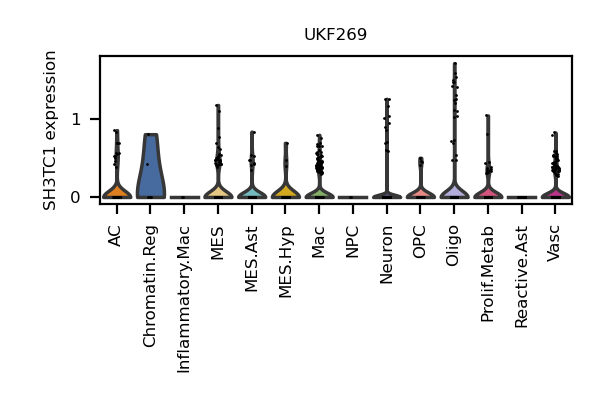 UKF269
SH3TC1 expression
1
0
AC
Chromatin.Reg
Inflammatory.Mac
MES
MES.Ast
MES.Hyp
Mac
NPC
Neuron
OPC
Oligo
Prolif.Metab
Reactive.Ast
Vasc